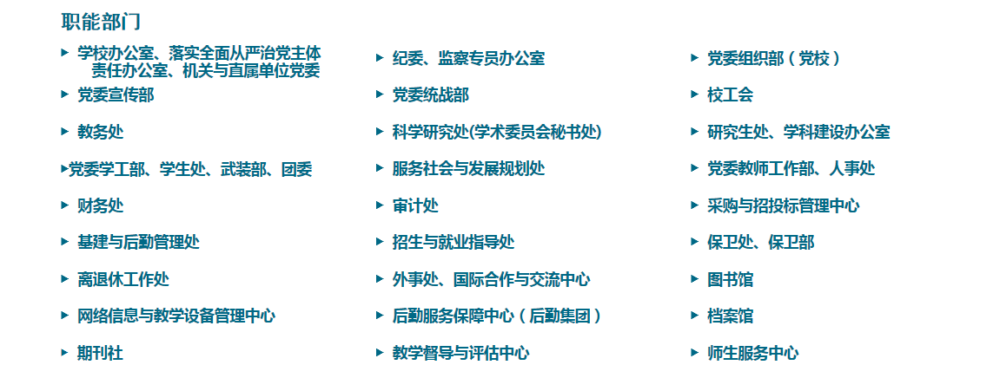 职能部门
学校办公室、落实全面从严治党主体
责任办公室、机关与直属单位党委
纪委、监察专员办公室
党委组织部（党校）
党委宣传部
党委统战部
校工会
教务处
科学研究处(学术委员会秘书处)
研究生处、学科建设办公室
党委学工部、学生处、武装部、团委
服务社会与发展规划处
党委教师工作部、人事处
财务处
审计处
采购与招投标管理中心
基建与后勤管理处
招生与就业指导处
保卫处、保卫部
离退休工作处
外事处、国际合作与交流中心
图书馆
网络信息与教学设备管理中心
后勤服务保障中心（后勤集团）
档案馆
期刊社
教学督导与评估中心
师生服务中心